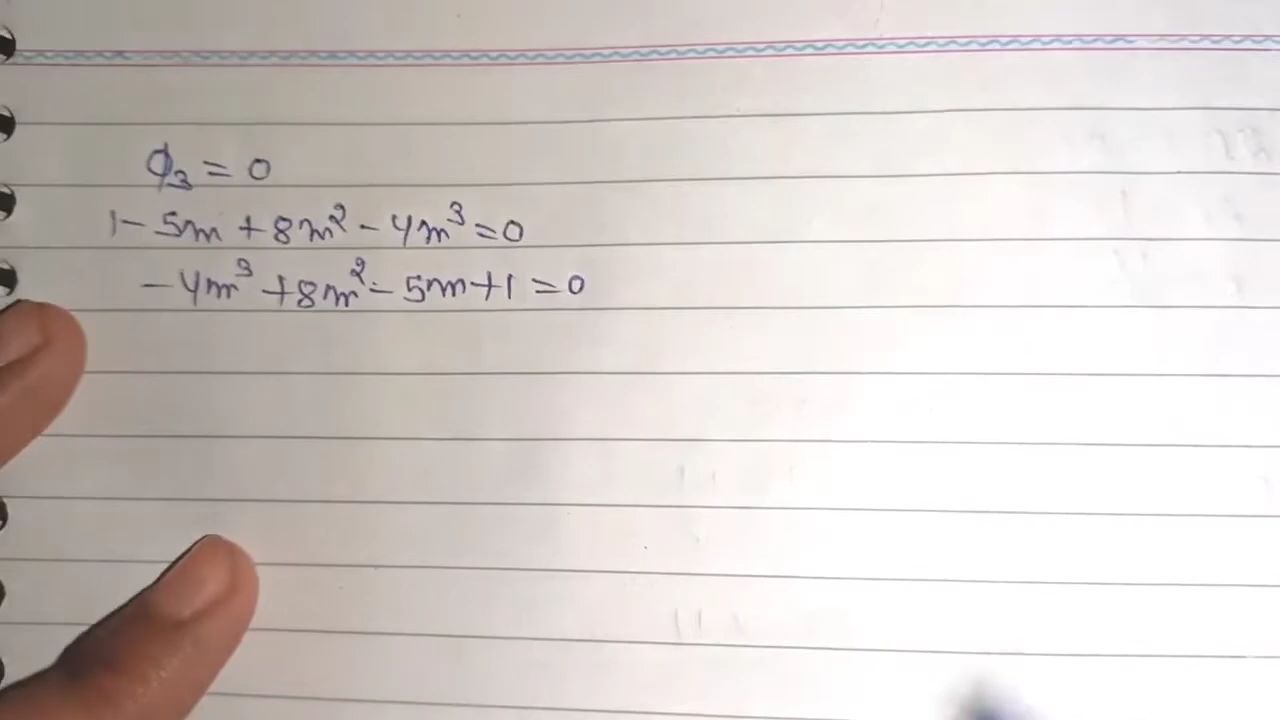 ϕ₃ = 0
1 - 5m + 8m² - 4m³ = 0
- 4m³ + 8m² - 5m + 1 = 0